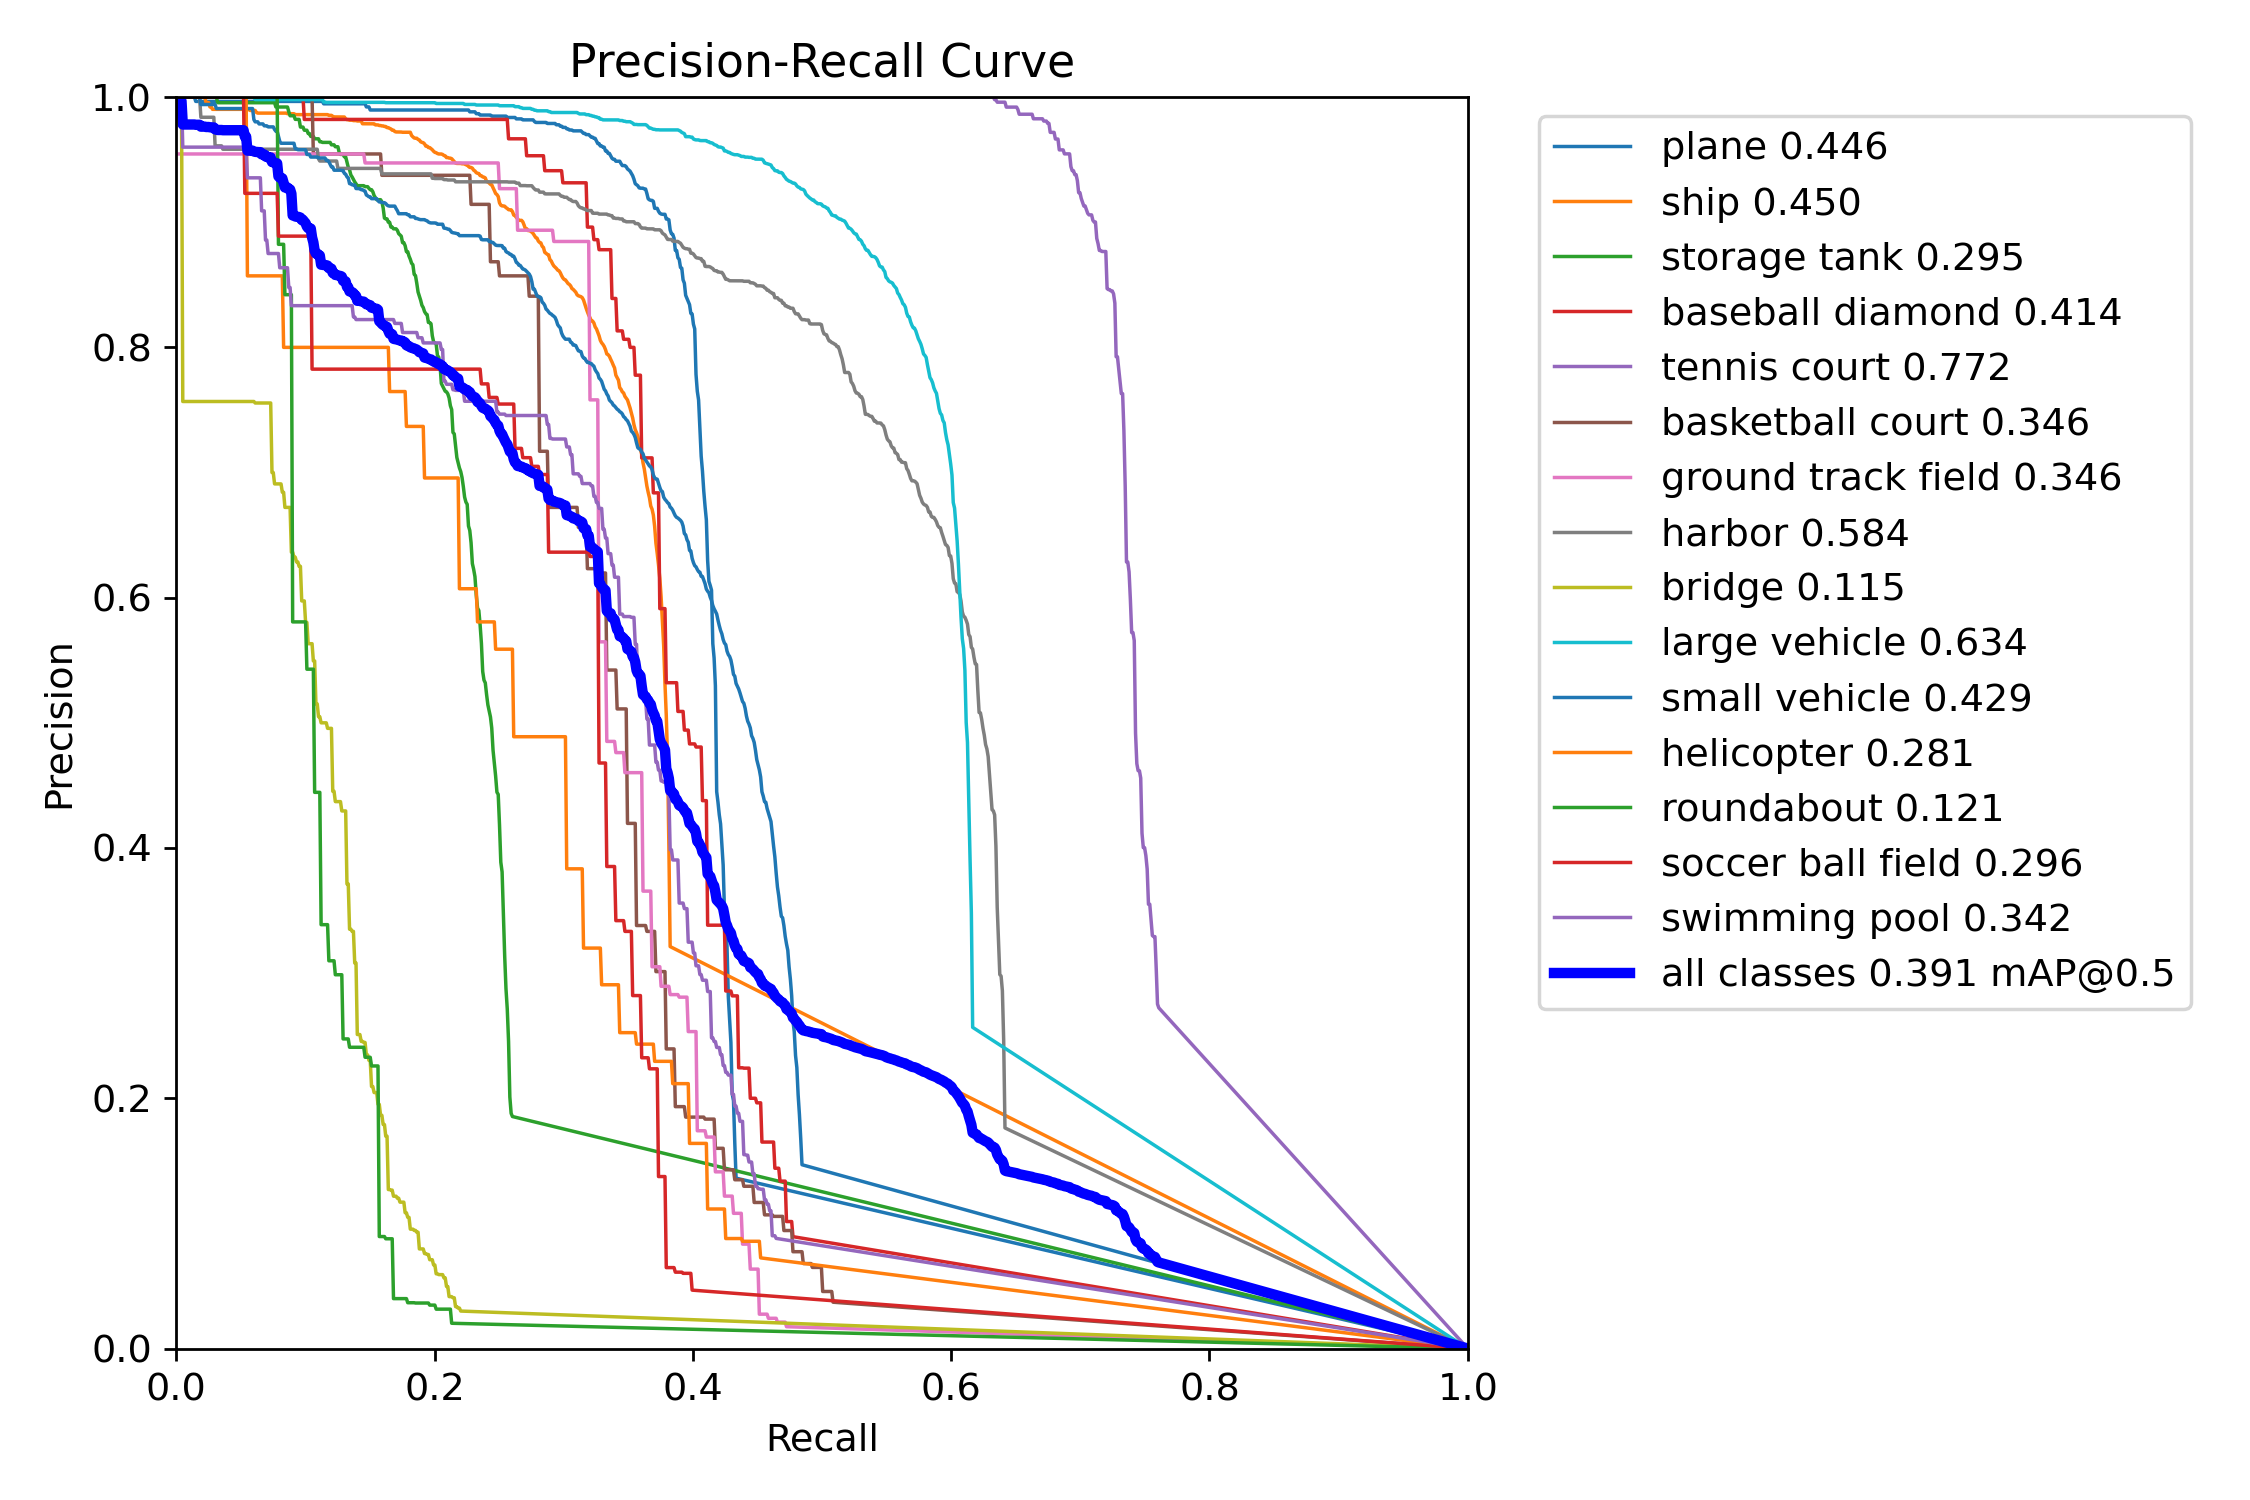 Precision-Recall Curve
1.0
0.8
0.6
0.4
0.2
0.0
Precision
0.0 0.2 0.4 0.6 0.8 1.0
Recall
plane 0.446
ship 0.450
storage tank 0.295
baseball diamond 0.414
tennis court 0.772
basketball court 0.346
ground track field 0.346
harbor 0.584
bridge 0.115
large vehicle 0.634
small vehicle 0.429
helicopter 0.281
roundabout 0.121
soccer ball field 0.296
swimming pool 0.342
all classes 0.391 mAP@0.5